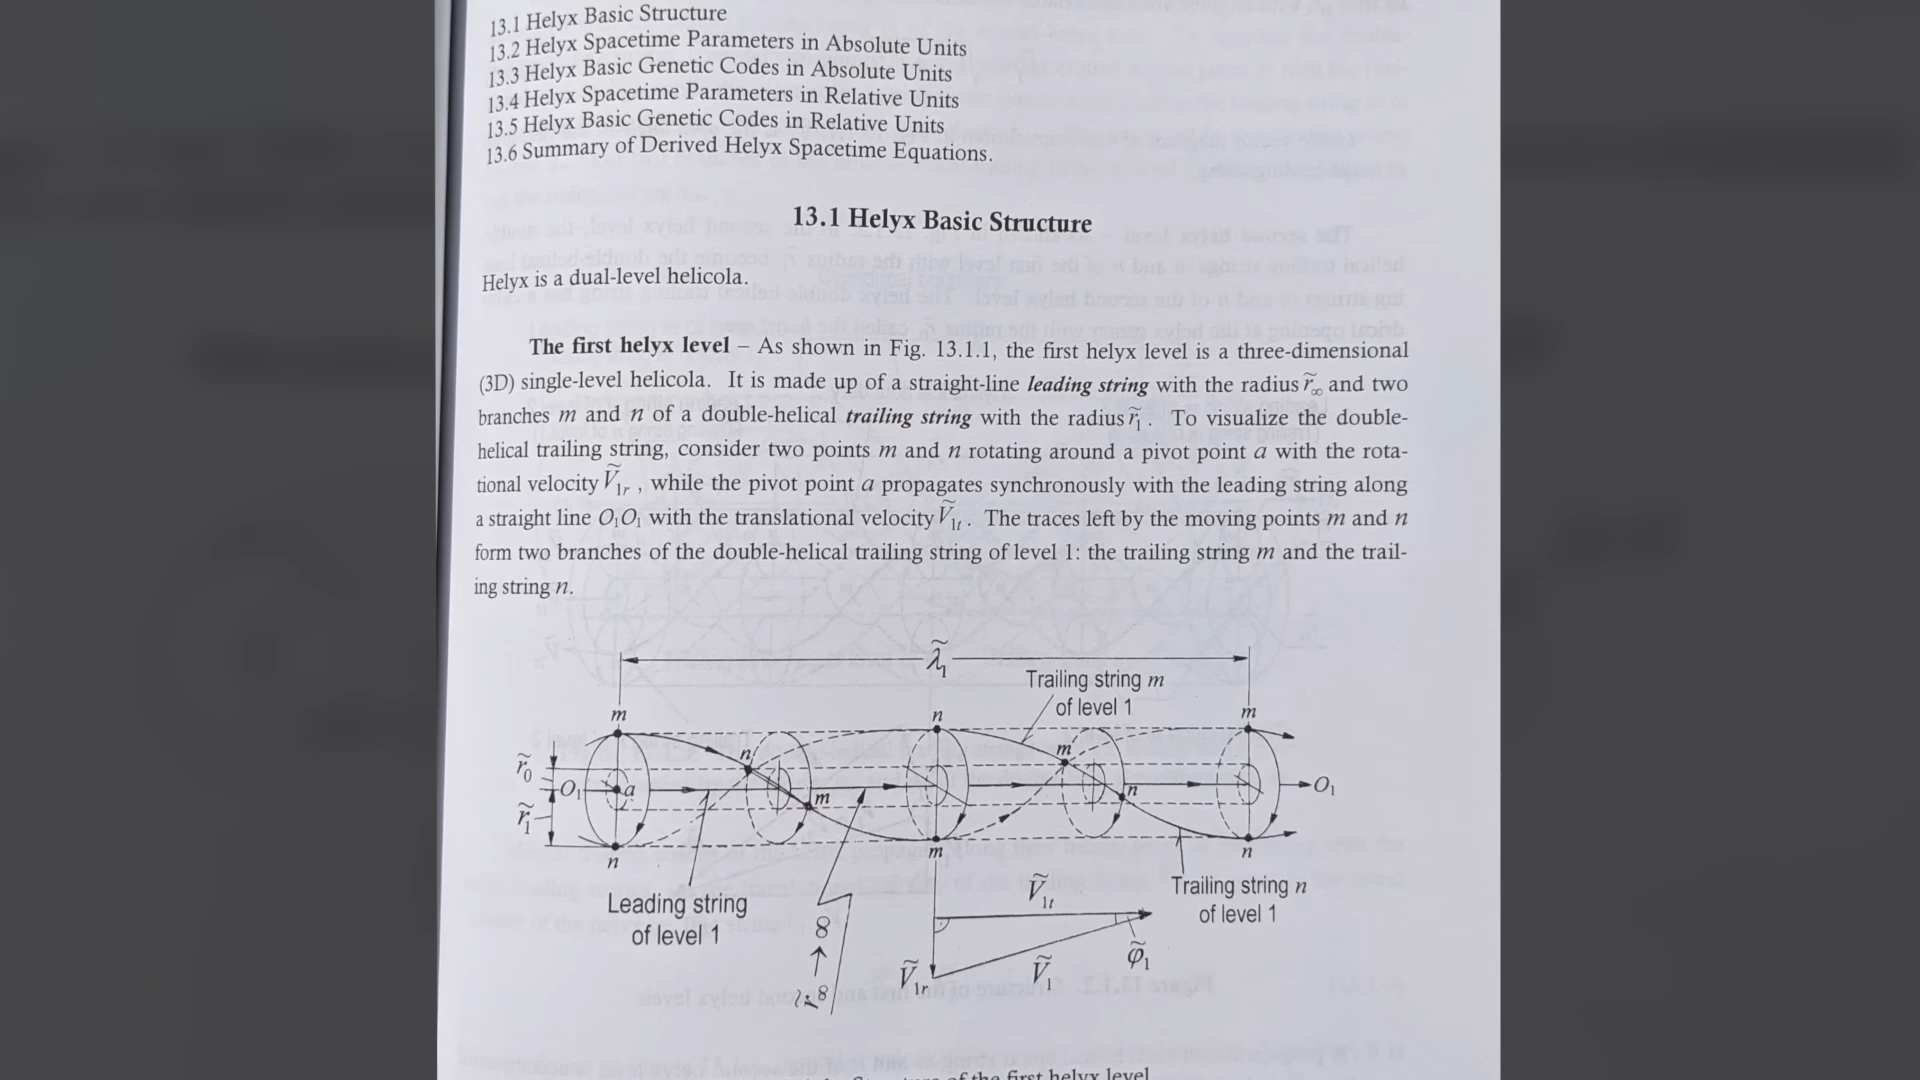 13.1 Helyx Basic Structure
13.2 Helyx Spacetime Parameters in Absolute Units
13.3 Helyx Basic Genetic Codes in Absolute Units
13.4 Helyx Spacetime Parameters in Relative Units
13.5 Helyx Basic Genetic Codes in Relative Units
13.6 Summary of Derived Helyx Spacetime Equations.
13.1 Helyx Basic Structure
Helyx is a dual-level helicola.
The first helyx level – As shown in Fig. 13.1.1, the first helyx level is a three-dimensional
(3D) single-level helicola. It is made up of a straight-line leading string with the radius r̃∞ and two
branches m and n of a double-helical trailing string with the radius r̃₁. To visualize the double-
helical trailing string, consider two points m and n rotating around a pivot point a with the rota-
tional velocity Ṽ₁r, while the pivot point a propagates synchronously with the leading string along
a straight line O₁O₁ with the translational velocity Ṽ₁t. The traces left by the moving points m and n
form two branches of the double-helical trailing string of level 1: the trailing string m and the trail-
ing string n.
λ̃₁
Trailing string m
of level 1
m
n
m
n
m
r̃₀
O₁
a
m
n
O₁
r̃₁
n
m
n
Leading string
of level 1
r̃∞ → ∞
Ṽ₁t
Trailing string n
of level 1
φ̃₁
Ṽ₁r
Ṽ₁
of the first helyx level